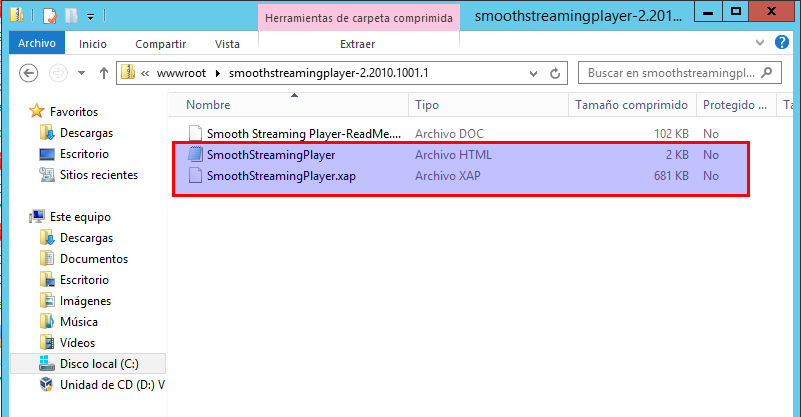 Herramientas de carpeta comprimida
smoothstreamingplayer-2.201...
Archivo Inicio Compartir Vista Extraer
« wwwroot smoothstreamingplayer-2.2010.1001.1
Buscar en smoothstreamingpl...
Nombre Tipo Tamaño comprimido Protegido ... T
Smooth Streaming Player-ReadMe.... Archivo DOC 102 KB No
SmoothStreamingPlayer Archivo HTML 2 KB No
SmoothStreamingPlayer.xap Archivo XAP 681 KB No
Favoritos
Descargas
Escritorio
Sitios recientes
Este equipo
Descargas
Documentos
Escritorio
Imágenes
Música
Vídeos
Disco local (C:)
Unidad de CD (D:) V